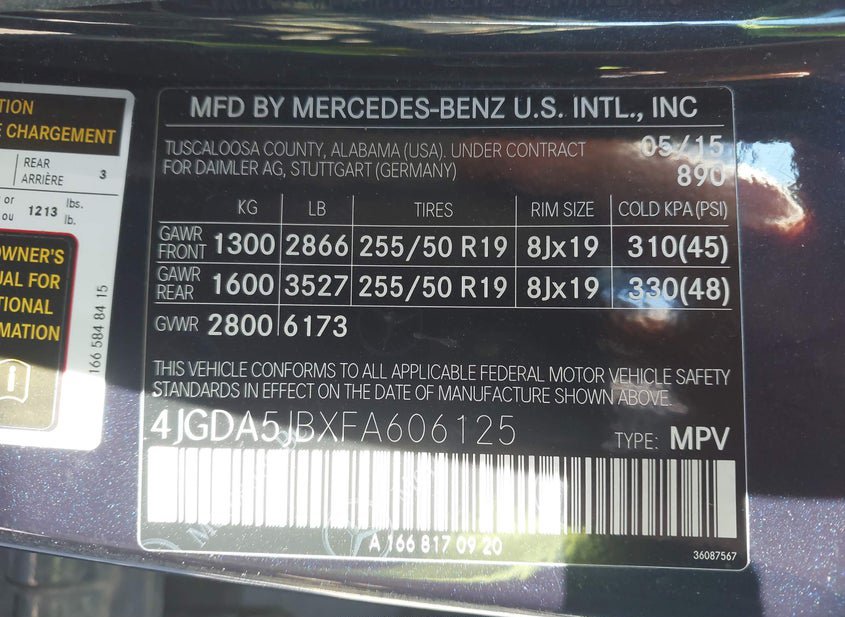 TION
E CHARGEMENT
REAR
ARRIÈRE
3
or
ou
1213
lbs.
lb.
OWNER'S
UAL FOR
TIONAL
RMATION
166 584 84 15
MFD BY MERCEDES-BENZ U.S. INTL., INC
TUSCALOOSA COUNTY, ALABAMA (USA). UNDER CONTRACT
FOR DAIMLER AG, STUTTGART (GERMANY)
05/15
890
KG LB TIRES RIM SIZE COLD KPA (PSI)
GAWR FRONT 1300 2866 255/50 R19 8Jx19 310(45)
GAWR REAR 1600 3527 255/50 R19 8Jx19 330(48)
GVWR 2800 6173
THIS VEHICLE CONFORMS TO ALL APPLICABLE FEDERAL MOTOR VEHICLE SAFETY
STANDARDS IN EFFECT ON THE DATE OF MANUFACTURE SHOWN ABOVE.
4JGDA5JBXFA606125 TYPE: MPV
A 166 817 09 20
36087567